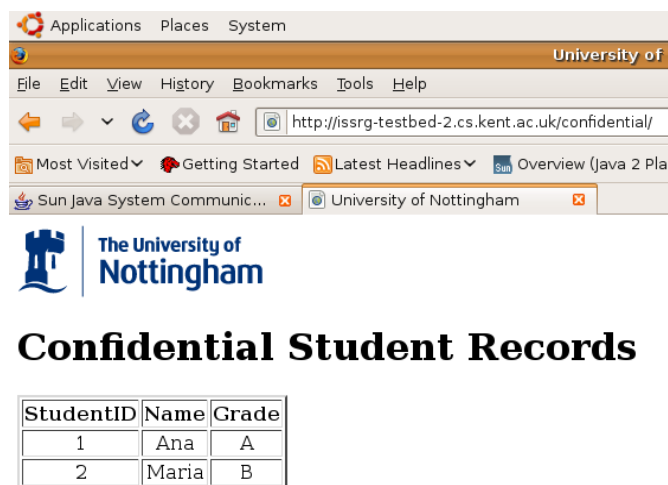 Applications Places System
University of
File Edit View History Bookmarks Tools Help
http://issrg-testbed-2.cs.kent.ac.uk/confidential/
Most Visited Getting Started Latest Headlines Sun Overview (Java 2 Pla
Sun Java System Communic... University of Nottingham
The University of
Nottingham
Confidential Student Records
StudentID Name Grade
1 Ana A
2 Maria B